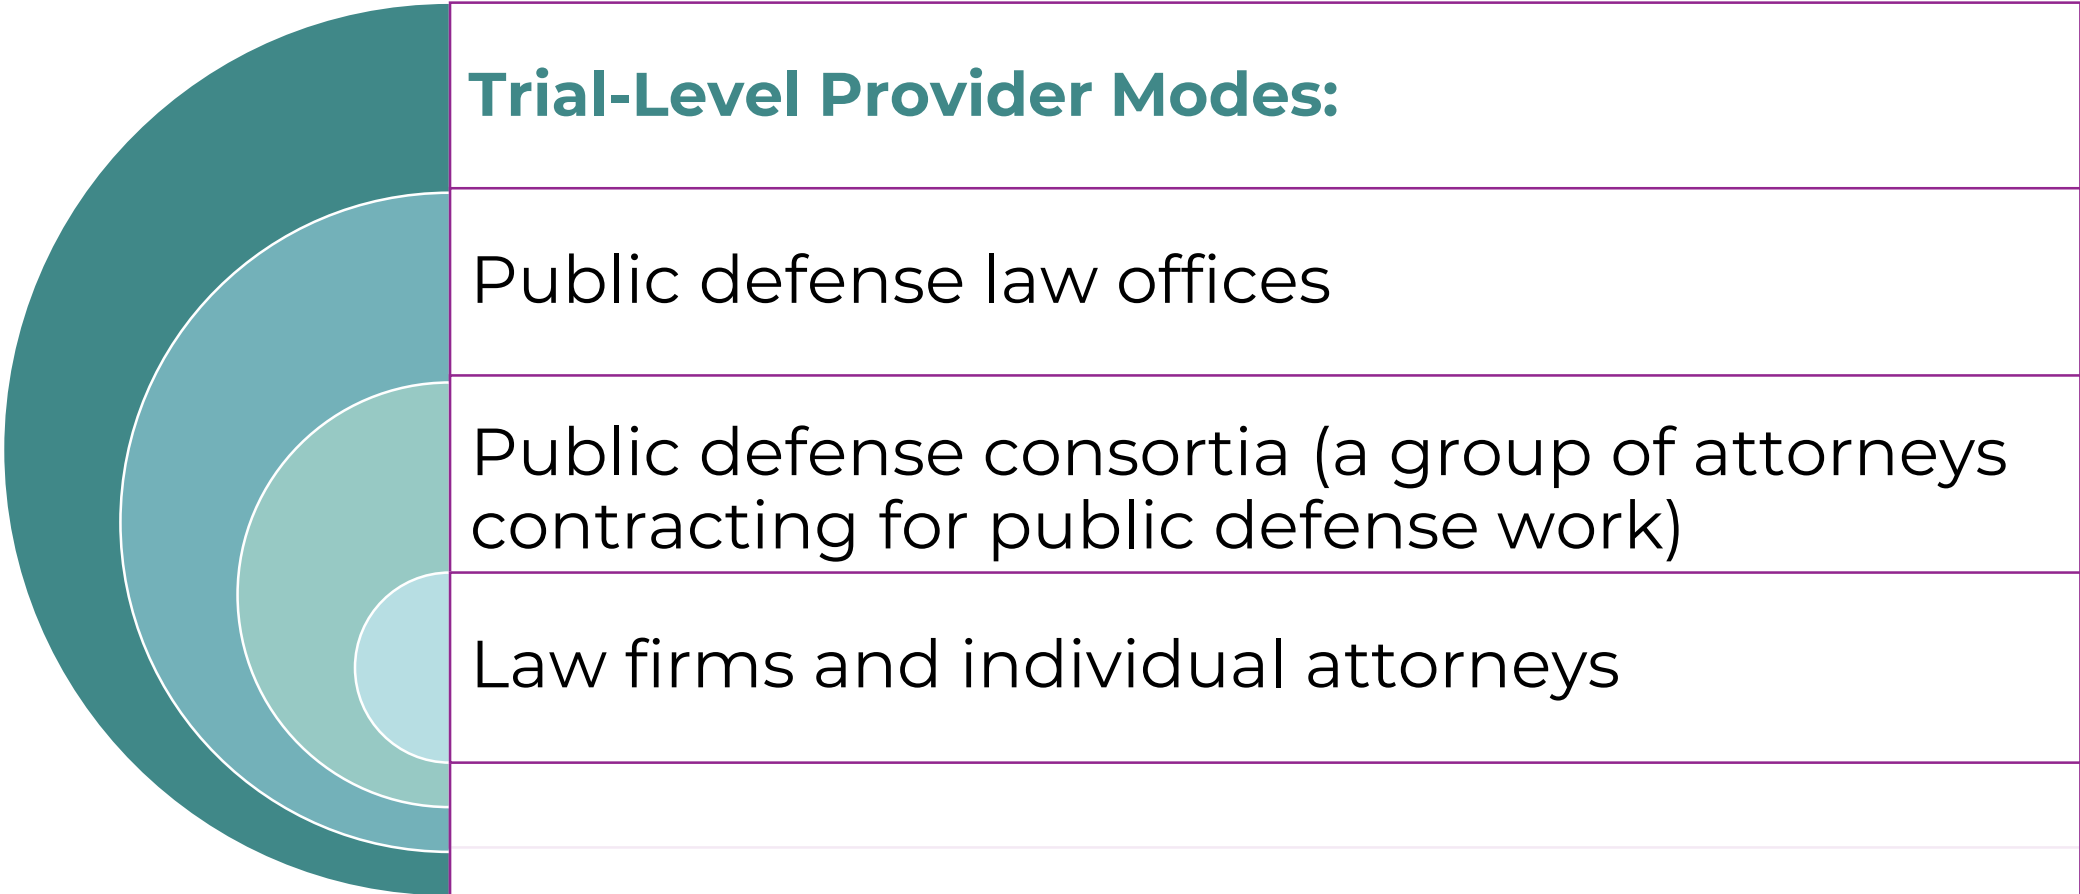 Trial-Level Provider Modes:
Public defense law offices
Public defense consortia (a group of attorneys
contracting for public defense work)
Law firms and individual attorneys